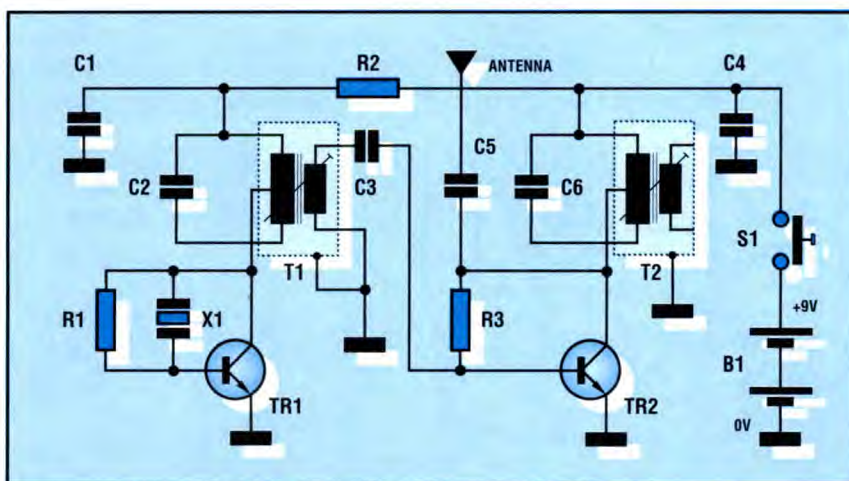 C1
R2
ANTENNA
C4
C2
C3
C5
C6
S1
T1
T2
R1
X1
R3
+9V
B1
TR1
TR2
0V